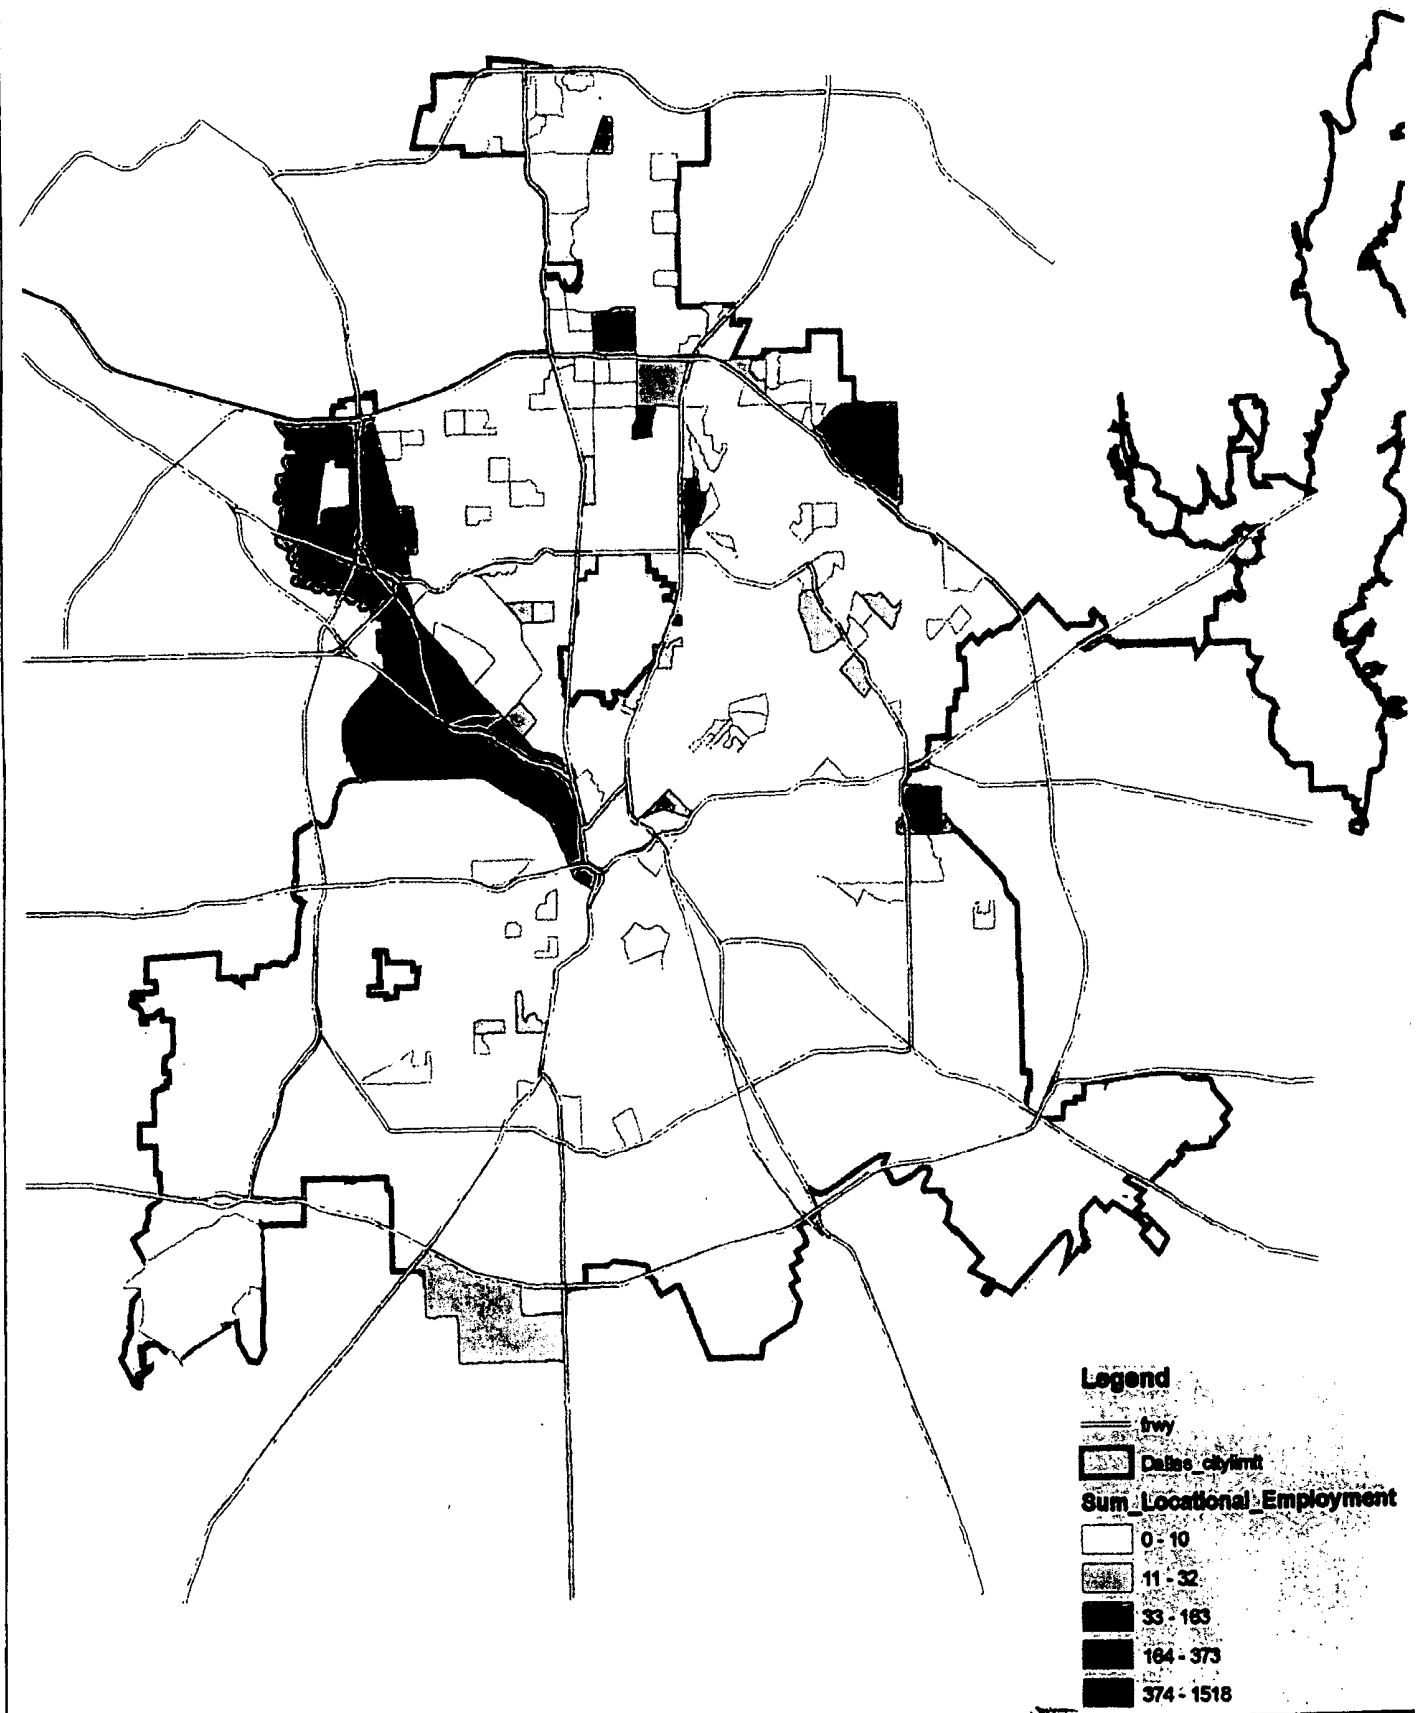 Legend
frwy
Dallas_citylimit
Sum_Locational_Employment
0 - 10
11 - 32
33 - 163
164 - 373
374 - 1518